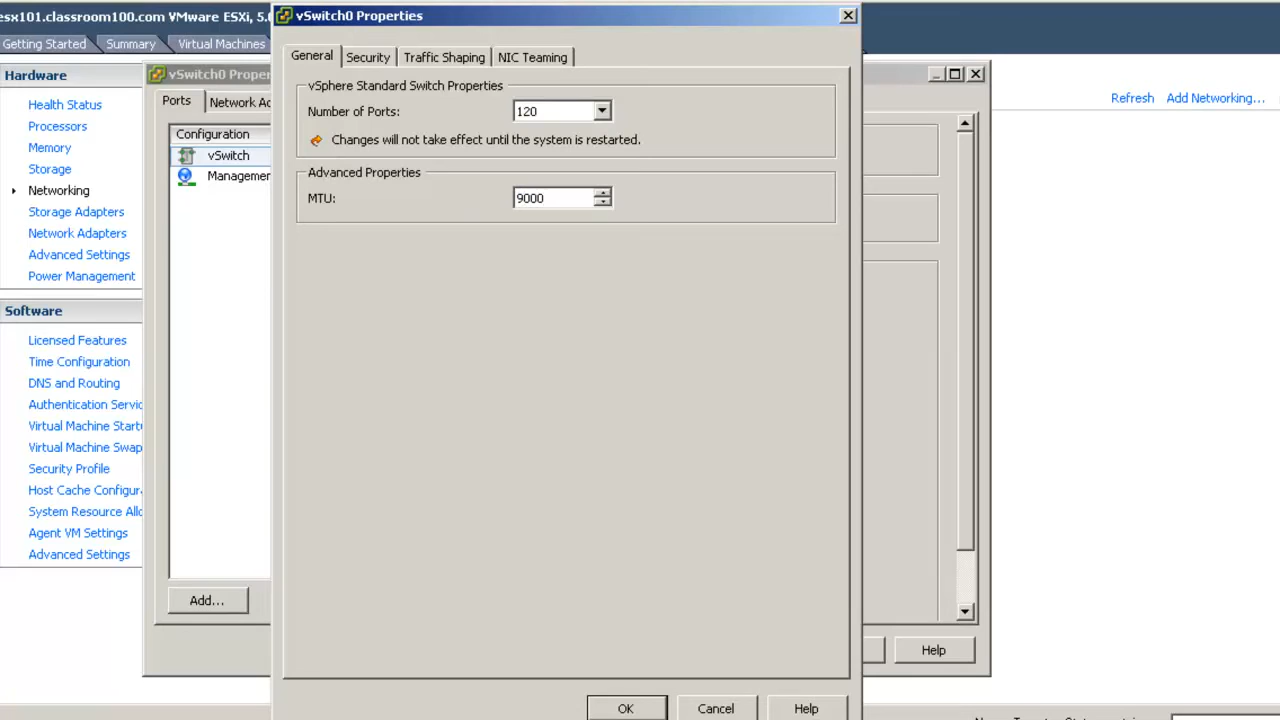 esx101.classroom100.com VMware ESXi, 5.0
Getting Started
Summary
Virtual Machines
Hardware
Health Status
Processors
Memory
Storage
Networking
Storage Adapters
Network Adapters
Advanced Settings
Power Management
Software
Licensed Features
Time Configuration
DNS and Routing
Authentication Servic
Virtual Machine Start
Virtual Machine Swap
Security Profile
Host Cache Configur
System Resource Allo
Agent VM Settings
Advanced Settings
vSwitch0 Proper
Ports
Network Ad
Configuration
vSwitch
Managemer
Add...
vSwitch0 Properties
General
Security
Traffic Shaping
NIC Teaming
vSphere Standard Switch Properties
Number of Ports:
120
Changes will not take effect until the system is restarted.
Advanced Properties
MTU:
9000
OK
Cancel
Help
Help
Refresh
Add Networking...